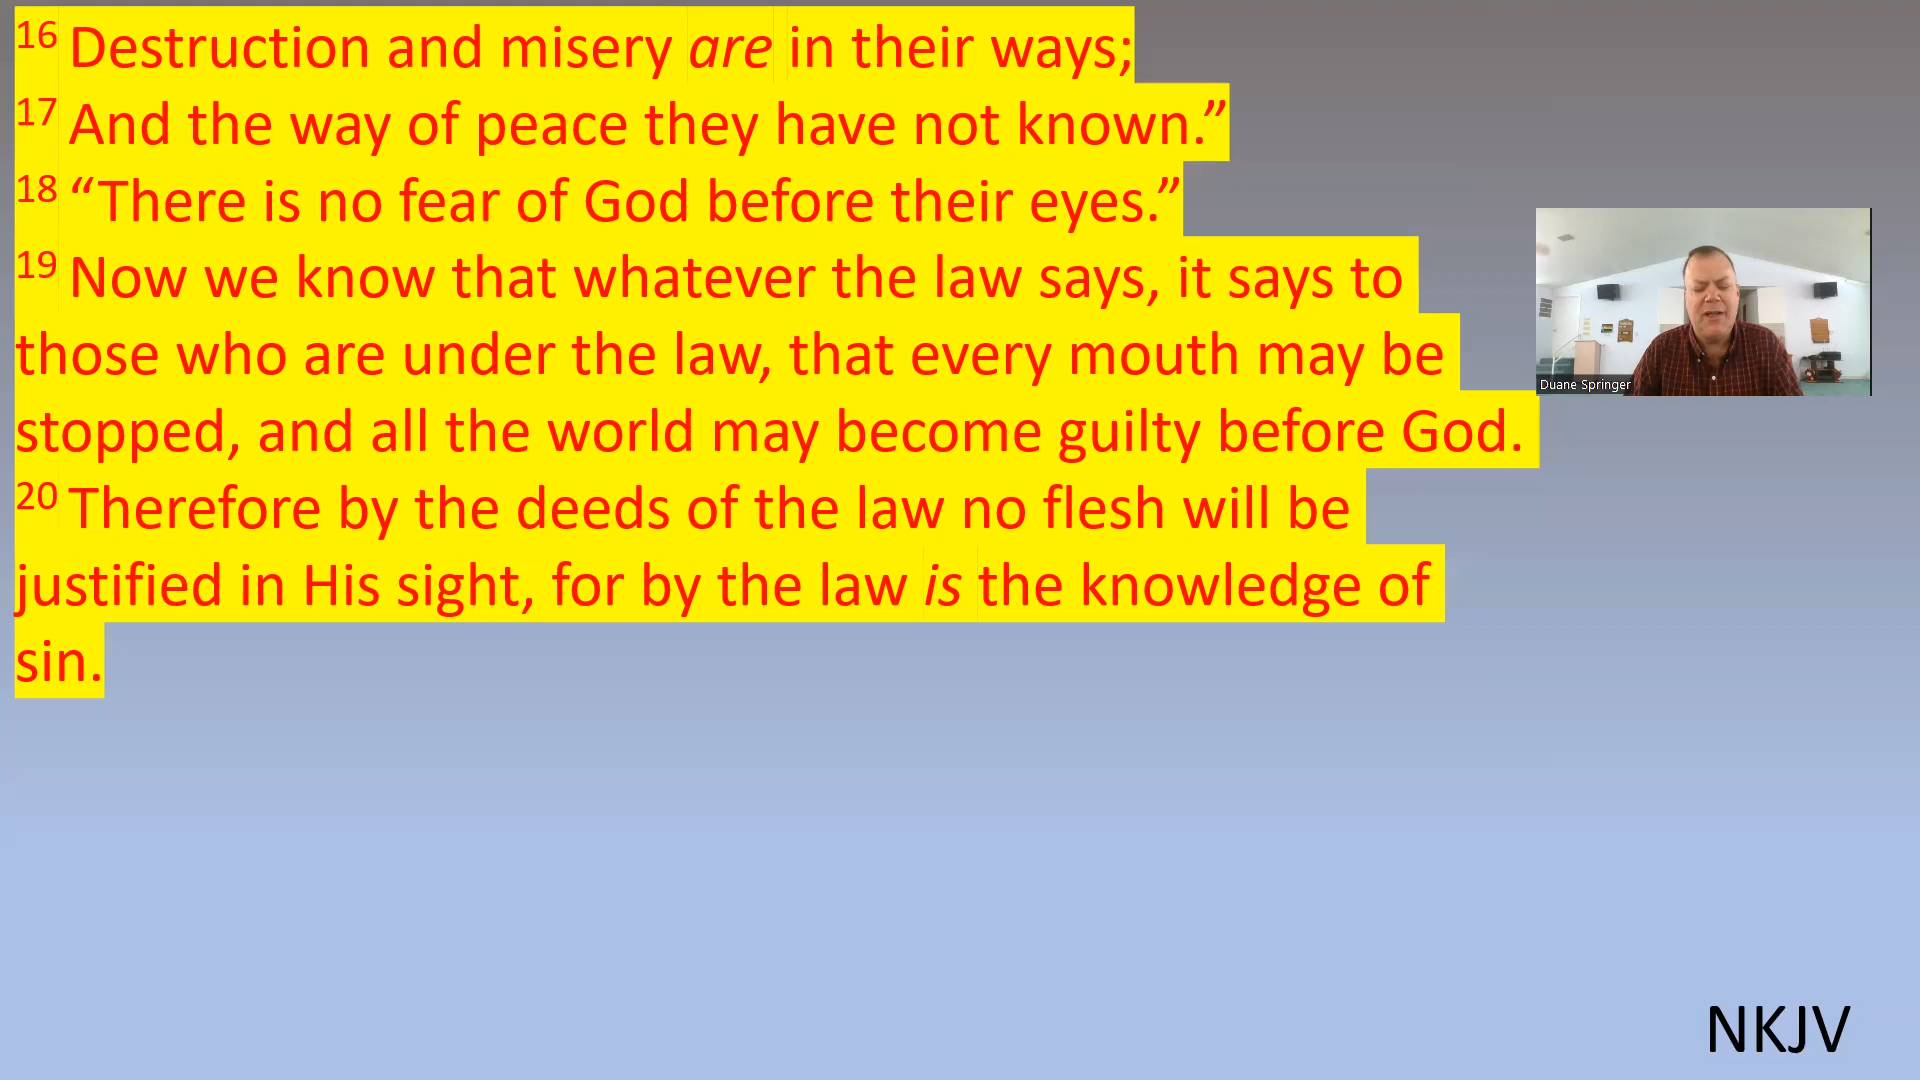 16 Destruction and misery are in their ways;
17 And the way of peace they have not known.”
18 “There is no fear of God before their eyes.”
19 Now we know that whatever the law says, it says to
those who are under the law, that every mouth may be
stopped, and all the world may become guilty before God.
20 Therefore by the deeds of the law no flesh will be
justified in His sight, for by the law is the knowledge of
sin.
Duane Springer
NKJV